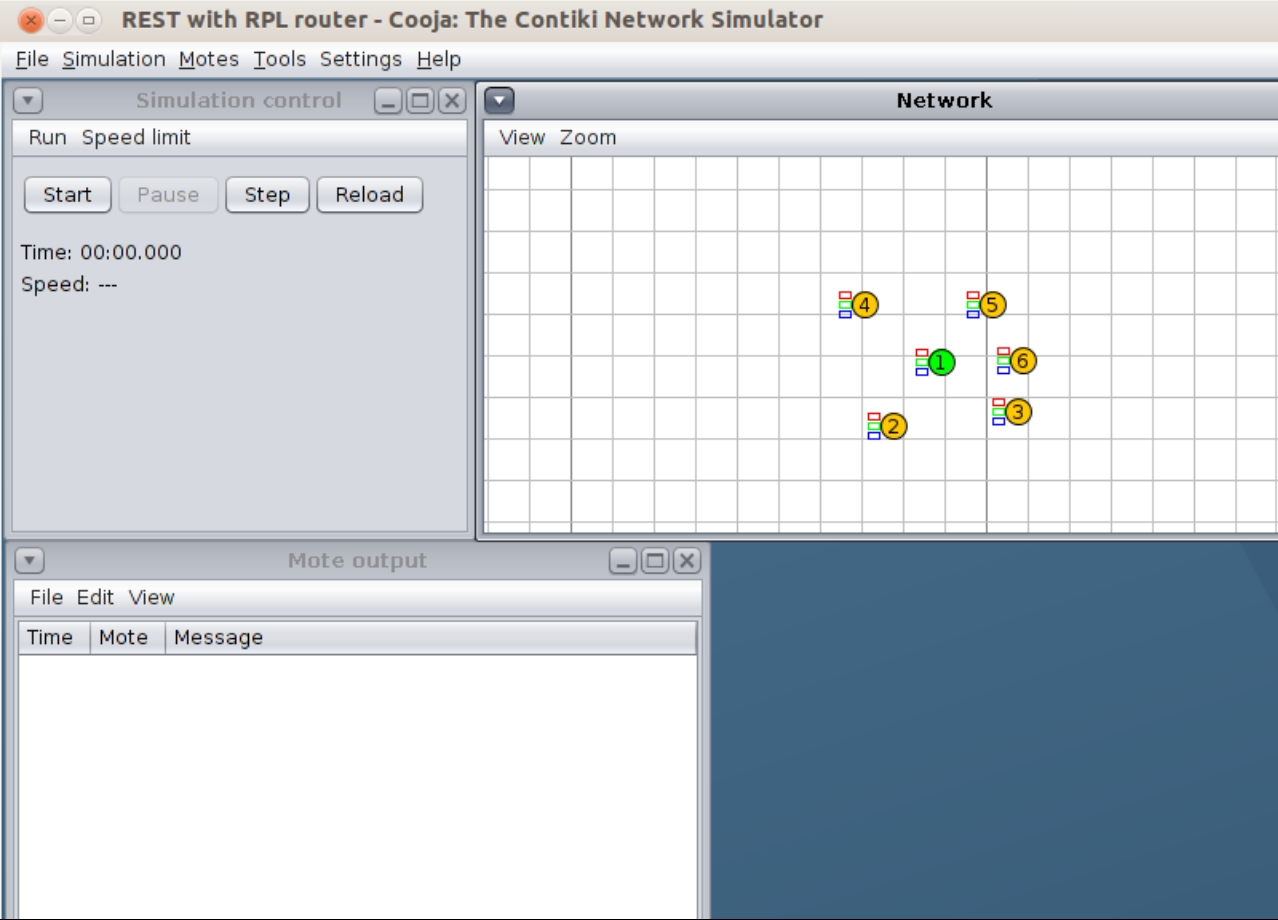 REST with RPL router - Cooja: The Contiki Network Simulator
File Simulation Motes Tools Settings Help
Simulation control
Run Speed limit
Start Pause Step Reload
Time: 00:00.000
Speed: ---
Network
View Zoom
4 5
1 6
2 3
Mote output
File Edit View
Time Mote Message